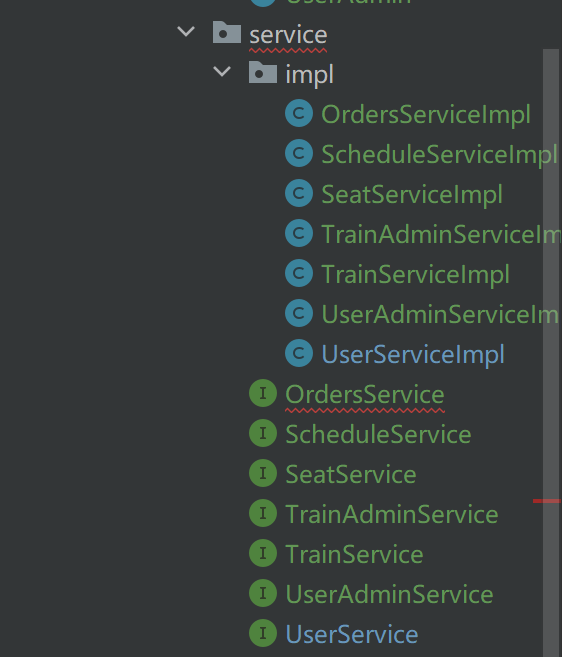 UserAdmin
service
impl
C OrdersServiceImpl
C ScheduleServiceImpl
C SeatServiceImpl
C TrainAdminServiceIm
C TrainServiceImpl
C UserAdminServiceIm
C UserServiceImpl
I OrdersService
I ScheduleService
I SeatService
I TrainAdminService
I TrainService
I UserAdminService
I UserService